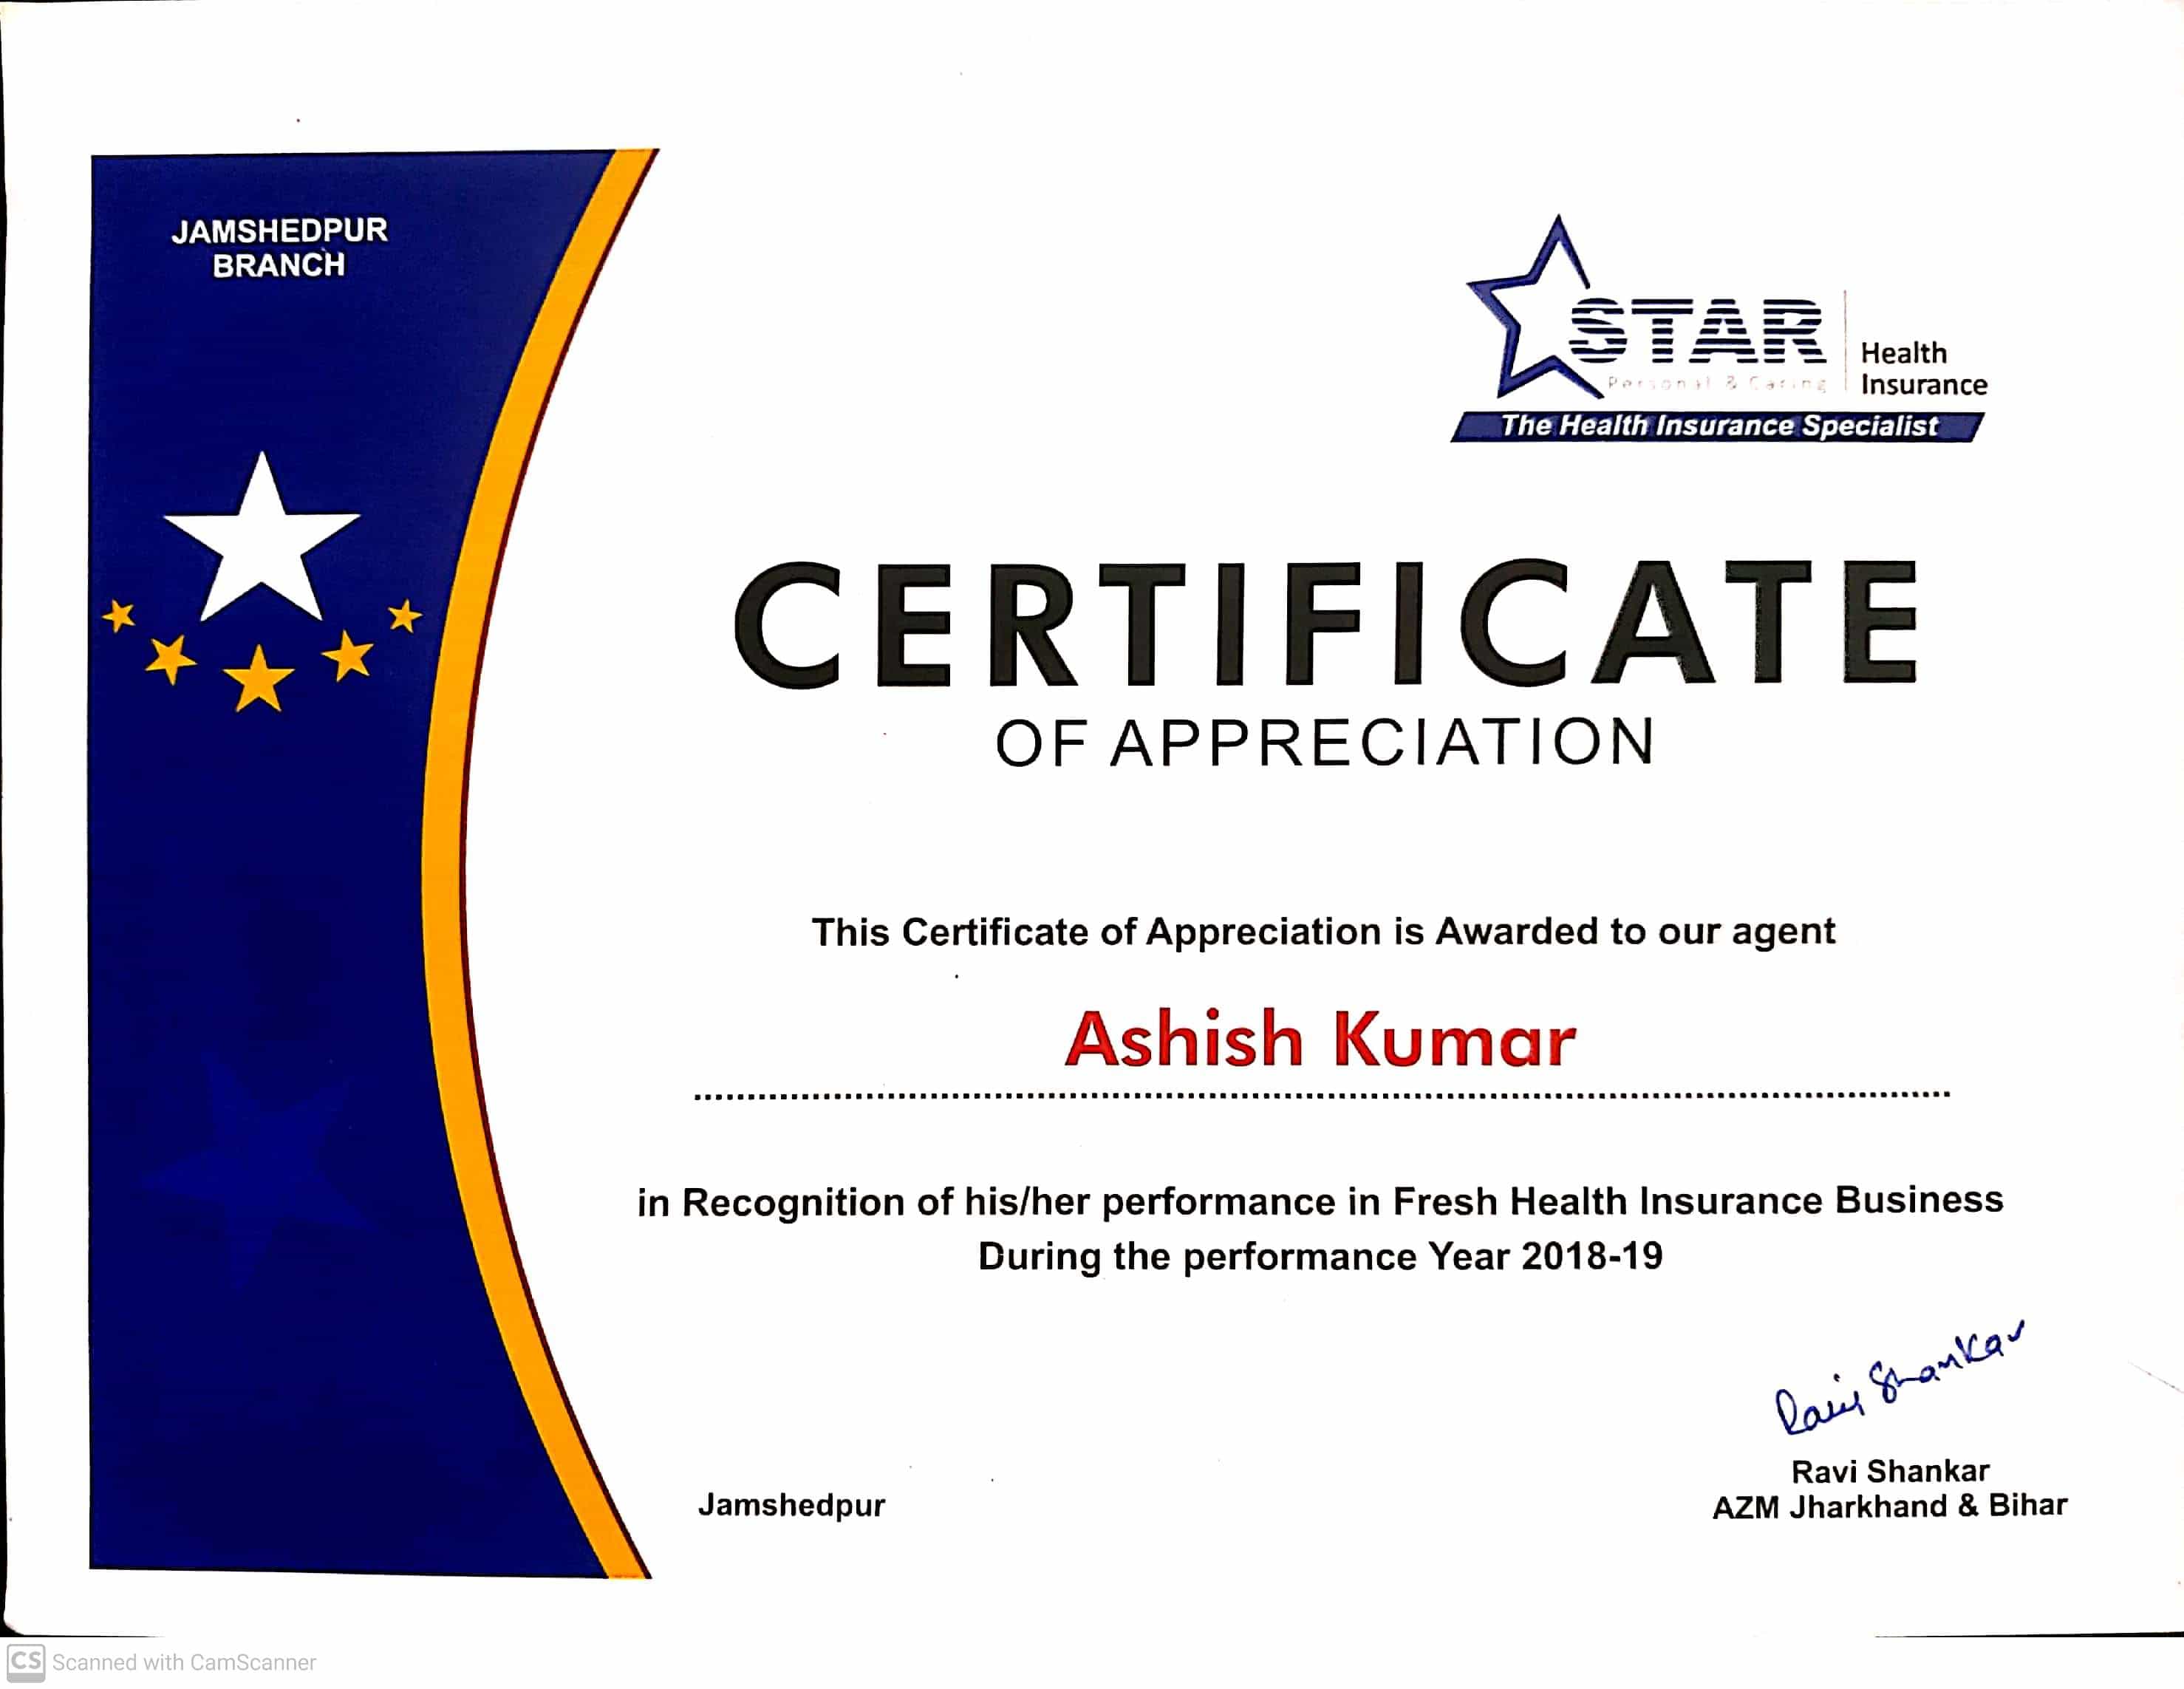 JAMSHEDPUR
BRANCH
STAR
Personal & Caring
Health
Insurance
The Health Insurance Specialist
CERTIFICATE
OF APPRECIATION
This Certificate of Appreciation is Awarded to our agent
Ashish Kumar
in Recognition of his/her performance in Fresh Health Insurance Business
During the performance Year 2018-19
Ravi Shankar
Ravi Shankar
AZM Jharkhand & Bihar
Jamshedpur
CS Scanned with CamScanner